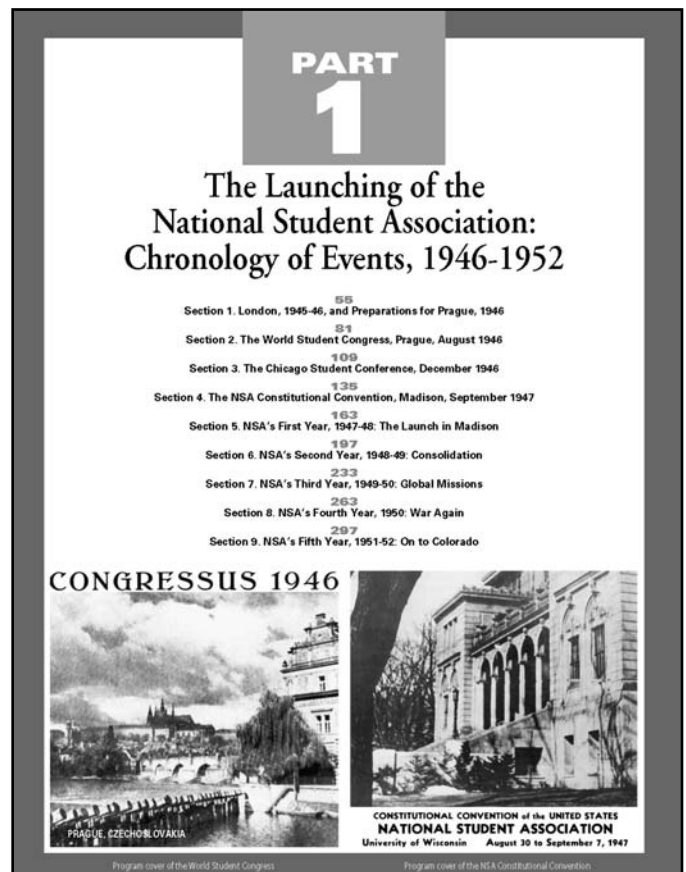 PART
1
The Launching of the
National Student Association:
Chronology of Events, 1946-1952
55
Section 1. London, 1945-46, and Preparations for Prague, 1946
81
Section 2. The World Student Congress, Prague, August 1946
109
Section 3. The Chicago Student Conference, December 1946
135
Section 4. The NSA Constitutional Convention, Madison, September 1947
163
Section 5. NSA's First Year, 1947-48: The Launch in Madison
197
Section 6. NSA's Second Year, 1948-49: Consolidation
233
Section 7. NSA's Third Year, 1949-50: Global Missions
263
Section 8. NSA's Fourth Year, 1950: War Again
297
Section 9. NSA's Fifth Year, 1951-52: On to Colorado
CONGRESSUS 1946
PRAGUE, CZECHOSLOVAKIA
Program cover of the World Student Congress
CONSTITUTIONAL CONVENTION of the UNITED STATES
NATIONAL STUDENT ASSOCIATION
University of Wisconsin August 30 to September 7, 1947
Program cover of the NSA Constitutional Convention